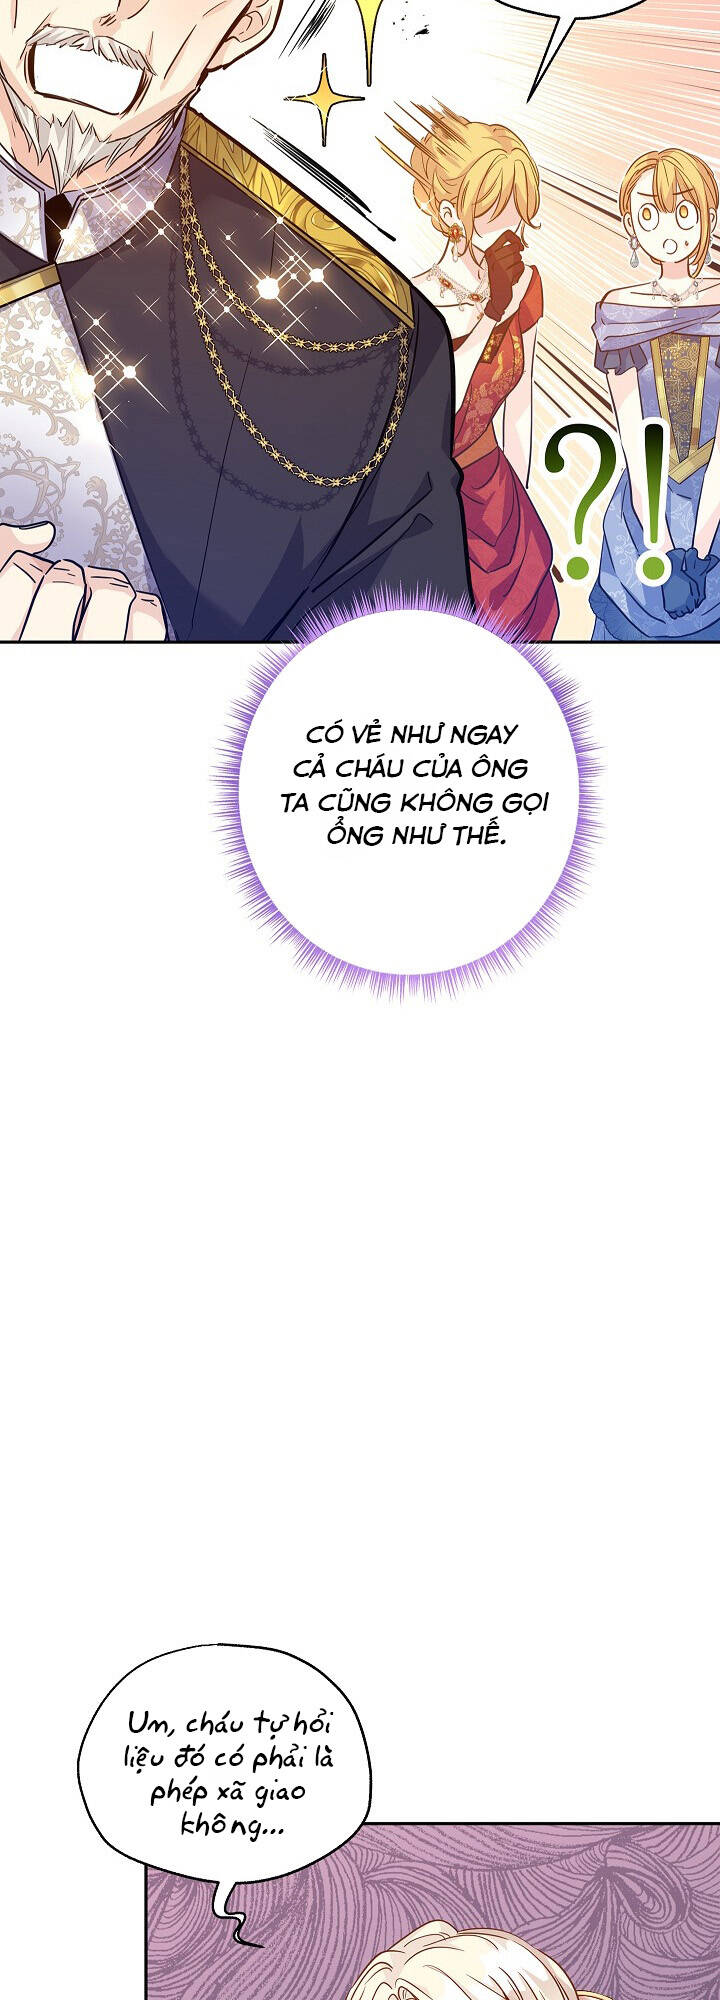 ?!
CÓ VẺ NHƯ NGAY
CẢ CHÁU CỦA ÔNG
TA CŨNG KHÔNG GỌI
ỔNG NHƯ THẾ.
Um, cháu tự hỏi
liệu đó có phải là
phép xã giao
không...